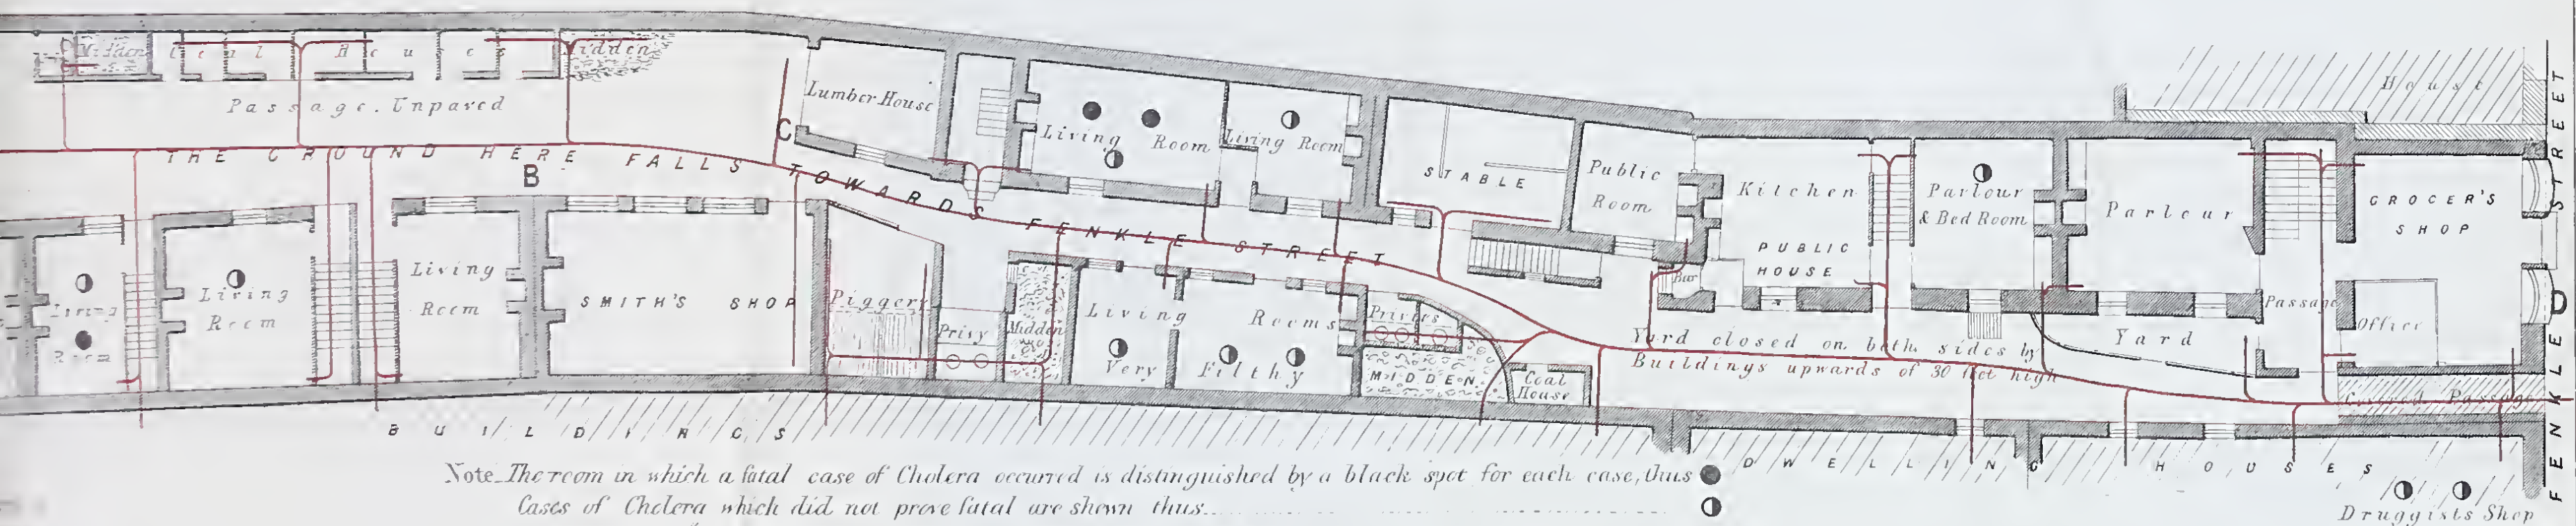 Midden
Coal Houses
Midden
Passage. Unpaved
House
Lumber House
Living Room
Living Room
STABLE
Public
Room
Kitchen
PUBLIC
HOUSE
Bar
Parlour
& Bed Room
Parlour
Passage
GROCER'S
SHOP
Office
THE GROUND HERE FALLS TOWARDS FENKLE STREET
C
B
D
Living
Room
Living
Room
Living
Room
SMITH'S SHOP
Piggery
Privy
Midden
Living Rooms
Very Filthy
Privies
MIDDEN
Coal
House
Yard closed on both sides by
Buildings upwards of 30 feet high
Yard
Covered Passage
FENKLE STREET
BUILDINGS
DWELLING HOUSES
Druggists Shop
Note_The room in which a fatal case of Cholera occurred is distinguished by a black spot for each case, thus
Cases of Cholera which did not prove fatal are shown thus